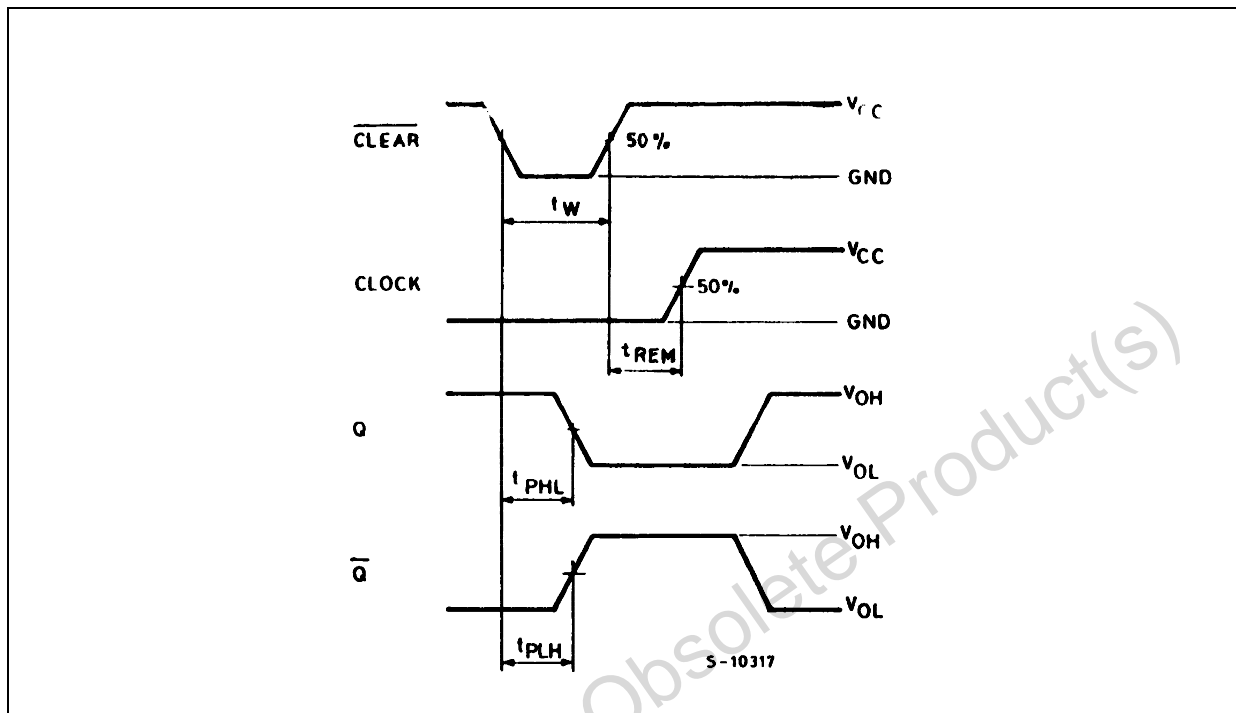 VCC
CLEAR
50%
GND
tW
VCC
CLOCK
50%
GND
tREM
VOH
Q
VOL
tPHL
VOH
Q
VOL
tPLH
S-10317
Obsolete Product(s)